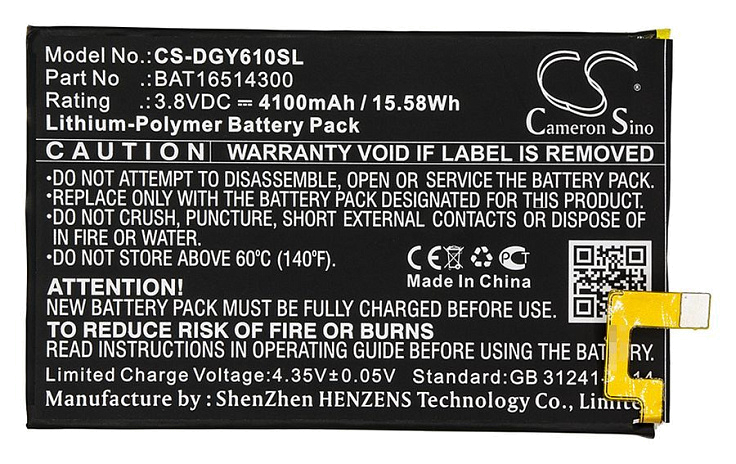 Model No.:CS-DGY610SL
Part No :BAT16514300
Rating :3.8VDC ⎓ 4100mAh / 15.58Wh
Lithium-Polymer Battery Pack
CS
Cameron Sino
CAUTION WARRANTY VOID IF LABEL IS REMOVED
•DO NOT ATTEMPT TO DISASSEMBLE, OPEN OR SERVICE THE BATTERY PACK.
•REPLACE ONLY WITH THE BATTERY PACK DESIGNATED FOR THIS PRODUCT.
•DO NOT CRUSH, PUNCTURE, SHORT EXTERNAL CONTACTS OR DISPOSE OF
IN FIRE OR WATER.
•DO NOT STORE ABOVE 60°C (140°F).
CE
Made In China
ATTENTION!
NEW BATTERY PACK MUST BE FULLY CHARGED BEFORE USE!
TO REDUCE RISK OF FIRE OR BURNS
READ INSTRUCTIONS IN OPERATING GUIDE BEFORE USING BATTERY
Limited Charge Voltage:4.35V±0.05V Standard:GB 31241-
Manufacture by : ShenZhen HENZENS Technology Co.,